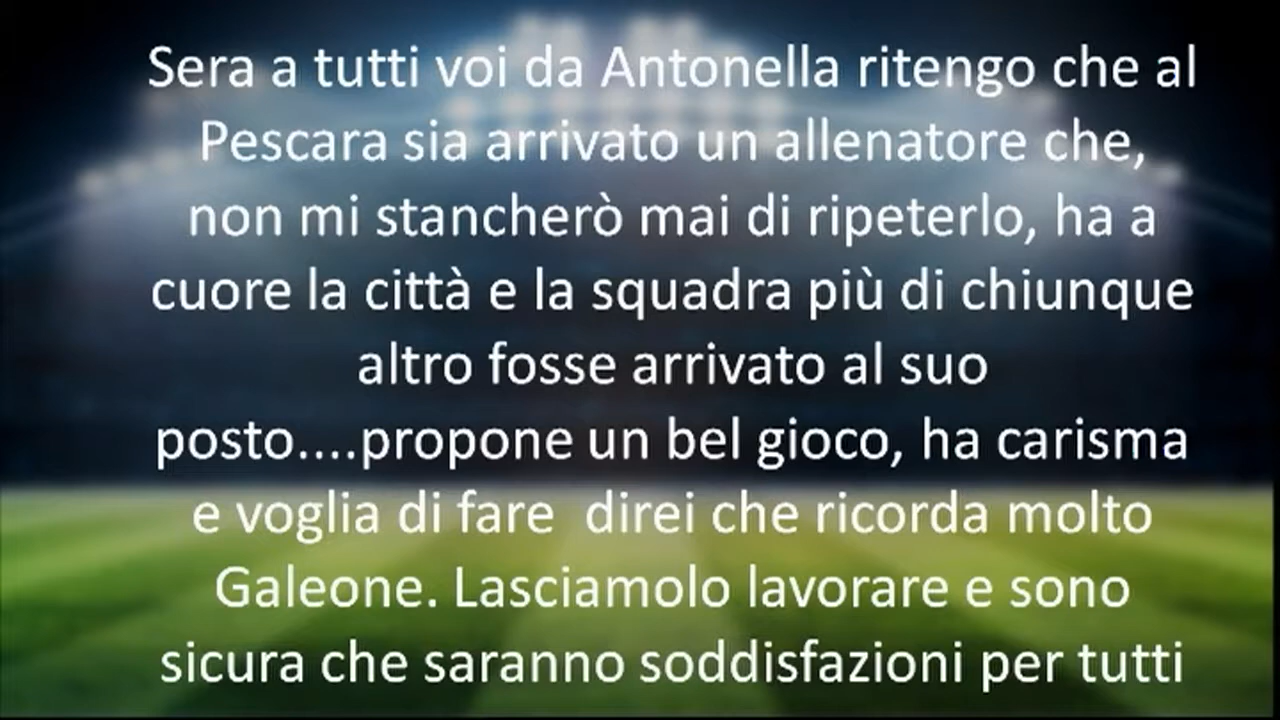 Sera a tutti voi da Antonella ritengo che al
Pescara sia arrivato un allenatore che,
non mi stancherò mai di ripeterlo, ha a
cuore la città e la squadra più di chiunque
altro fosse arrivato al suo
posto....propone un bel gioco, ha carisma
e voglia di fare  direi che ricorda molto
Galeone. Lasciamolo lavorare e sono
sicura che saranno soddisfazioni per tutti